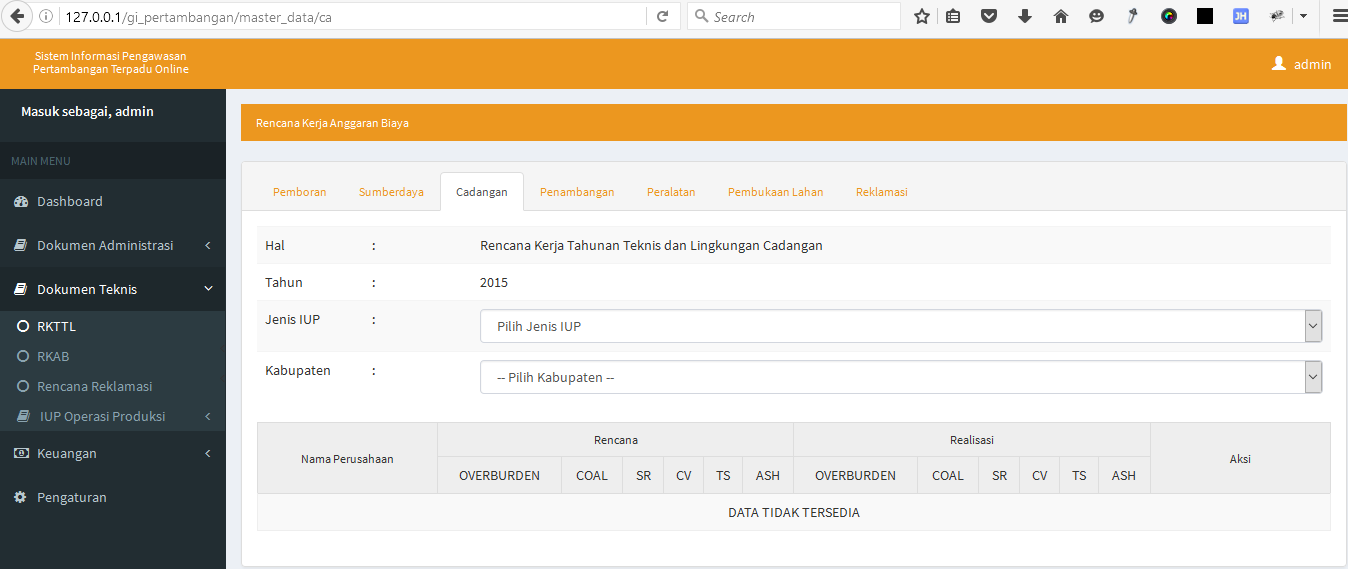 127.0.0.1/gi_pertambangan/master_data/ca
Search
Sistem Informasi Pengawasan
Pertambangan Terpadu Online
admin
Masuk sebagai, admin
MAIN MENU
Dashboard
Dokumen Administrasi
Dokumen Teknis
RKTTL
RKAB
Rencana Reklamasi
IUP Operasi Produksi
Keuangan
Pengaturan
Rencana Kerja Anggaran Biaya
Pemboran Sumberdaya Cadangan Penambangan Peralatan Pembukaan Lahan Reklamasi
Hal : Rencana Kerja Tahunan Teknis dan Lingkungan Cadangan
Tahun : 2015
Jenis IUP : Pilih Jenis IUP
Kabupaten : -- Pilih Kabupaten --
Nama Perusahaan Rencana Realisasi Aksi
OVERBURDEN COAL SR CV TS ASH OVERBURDEN COAL SR CV TS ASH
DATA TIDAK TERSEDIA
JH